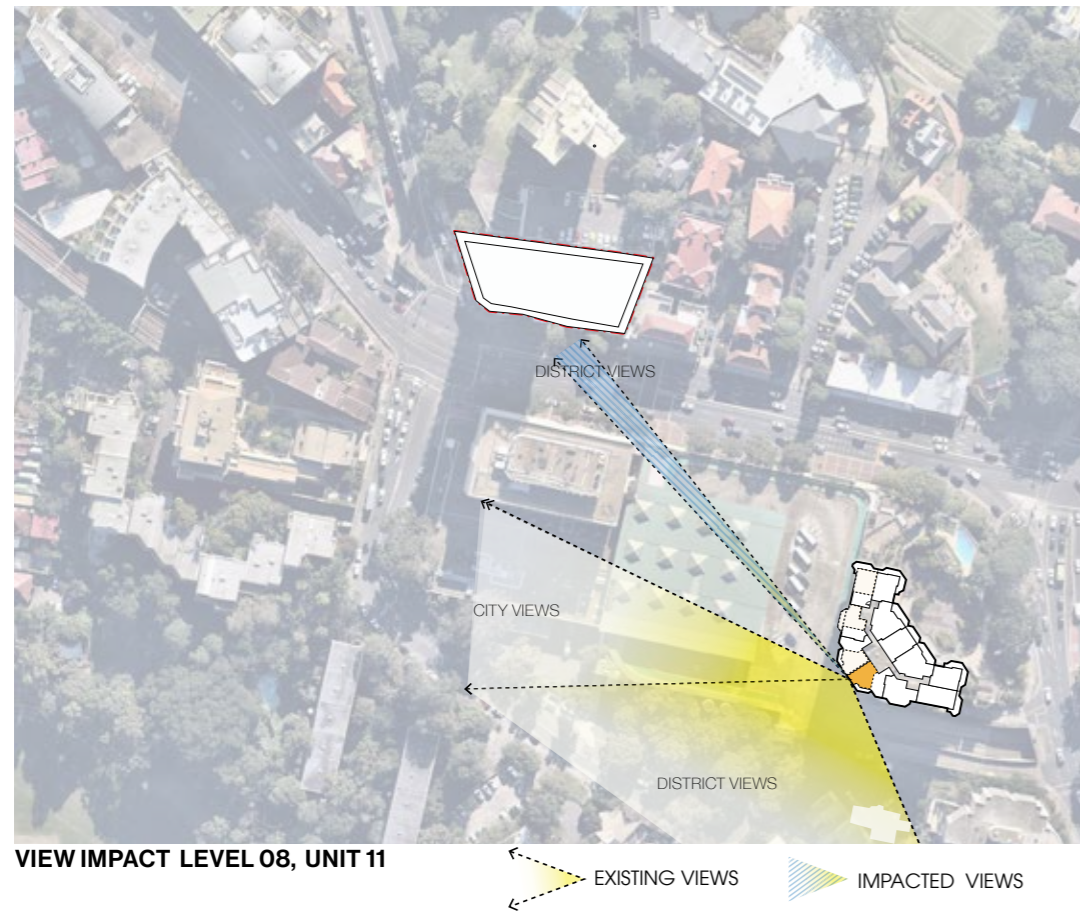 DISTRICT VIEWS
CITY VIEWS
DISTRICT VIEWS
VIEW IMPACT LEVEL 08, UNIT 11
EXISTING VIEWS
IMPACTED VIEWS